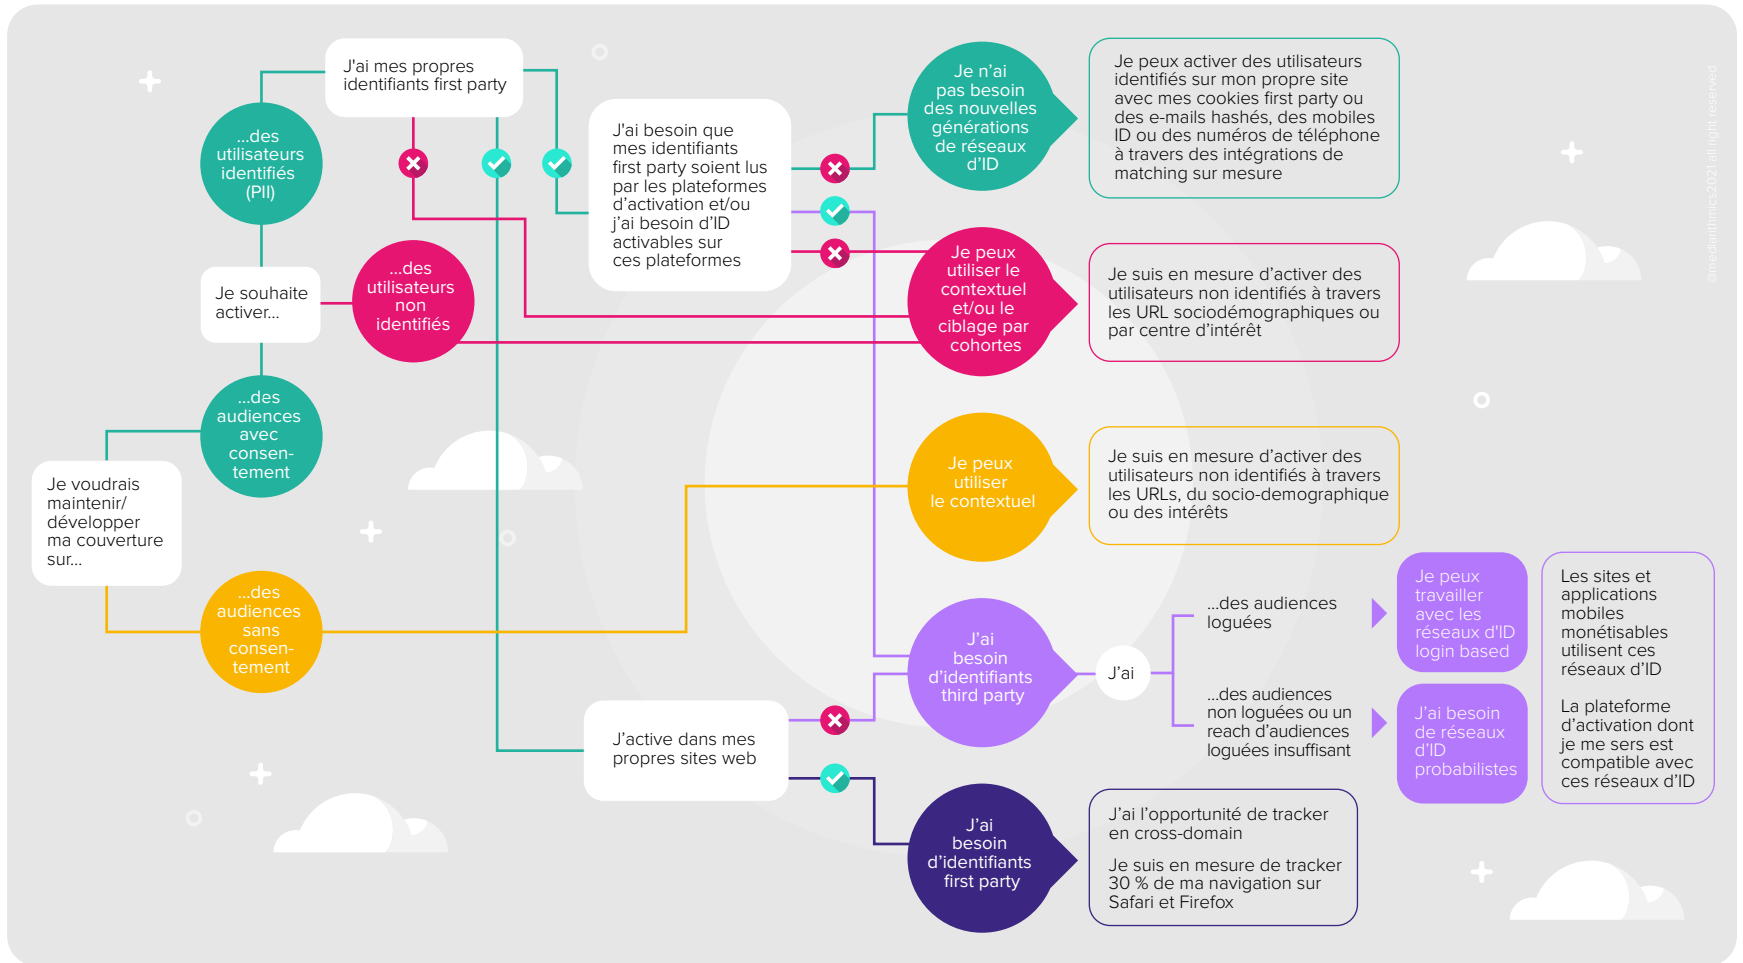 J'ai mes propres
identifiants first party
...des
utilisateurs
identifiés
(PII)
Je souhaite
activer...
...des
utilisateurs
non
identifiés
...des
audiences
avec
consen-
tement
Je voudrais
maintenir/
développer
ma couverture
sur...
...des
audiences
sans
consen-
tement
J'ai besoin que
mes identifiants
first party soient lus
par les plateformes
d'activation et/ou
j'ai besoin d'ID
activables sur
ces plateformes
J'active dans mes
propres sites web
Je n'ai
pas besoin
des nouvelles
générations
de réseaux
d'ID
Je peux activer des utilisateurs
identifiés sur mon propre site
avec mes cookies first party ou
des e-mails hashés, des mobiles
ID ou des numéros de téléphone
à travers des intégrations de
matching sur mesure
Je peux
utiliser le
contextuel
et/ou le
ciblage par
cohortes
Je suis en mesure d'activer des
utilisateurs non identifiés à travers
les URL sociodémographiques ou
par centre d'intérêt
Je peux
utiliser
le contextuel
Je suis en mesure d'activer des
utilisateurs non identifiés à travers
les URLs, du socio-demographique
ou des intérêts
J'ai
besoin
d'identifiants
third party
J'ai
...des audiences
loguées
Je peux
travailler
avec les
réseaux d'ID
login based
...des audiences
non loguées ou un
reach d'audiences
loguées insuffisant
J'ai besoin
de réseaux
d'ID
probabilistes
Les sites et
applications
mobiles
monétisables
utilisent ces
réseaux d'ID
La plateforme
d'activation dont
je me sers est
compatible avec
ces réseaux d'ID
J'ai
besoin
d'identifiants
first party
J'ai l'opportunité de tracker
en cross-domain
Je suis en mesure de tracker
30 % de ma navigation sur
Safari et Firefox
©mediarithmics2021 all right reserved